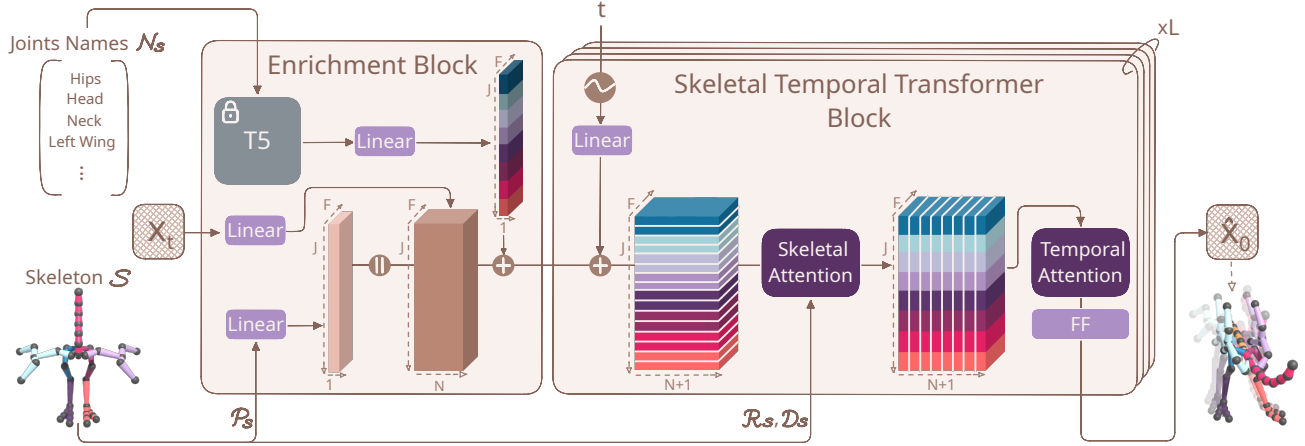 Joints Names 𝒩s
Hips
Head
Neck
Left Wing
⋮
Xt
Skeleton 𝒮
Enrichment Block
T5
Linear
F
J
1
Linear
F
J
1
F
J
N
Linear
𝒫s
t
xL
Skeletal Temporal Transformer
Block
Linear
F
J
N+1
Skeletal
Attention
F
J
N+1
Temporal
Attention
FF
ℛs, 𝒟s
X̂0